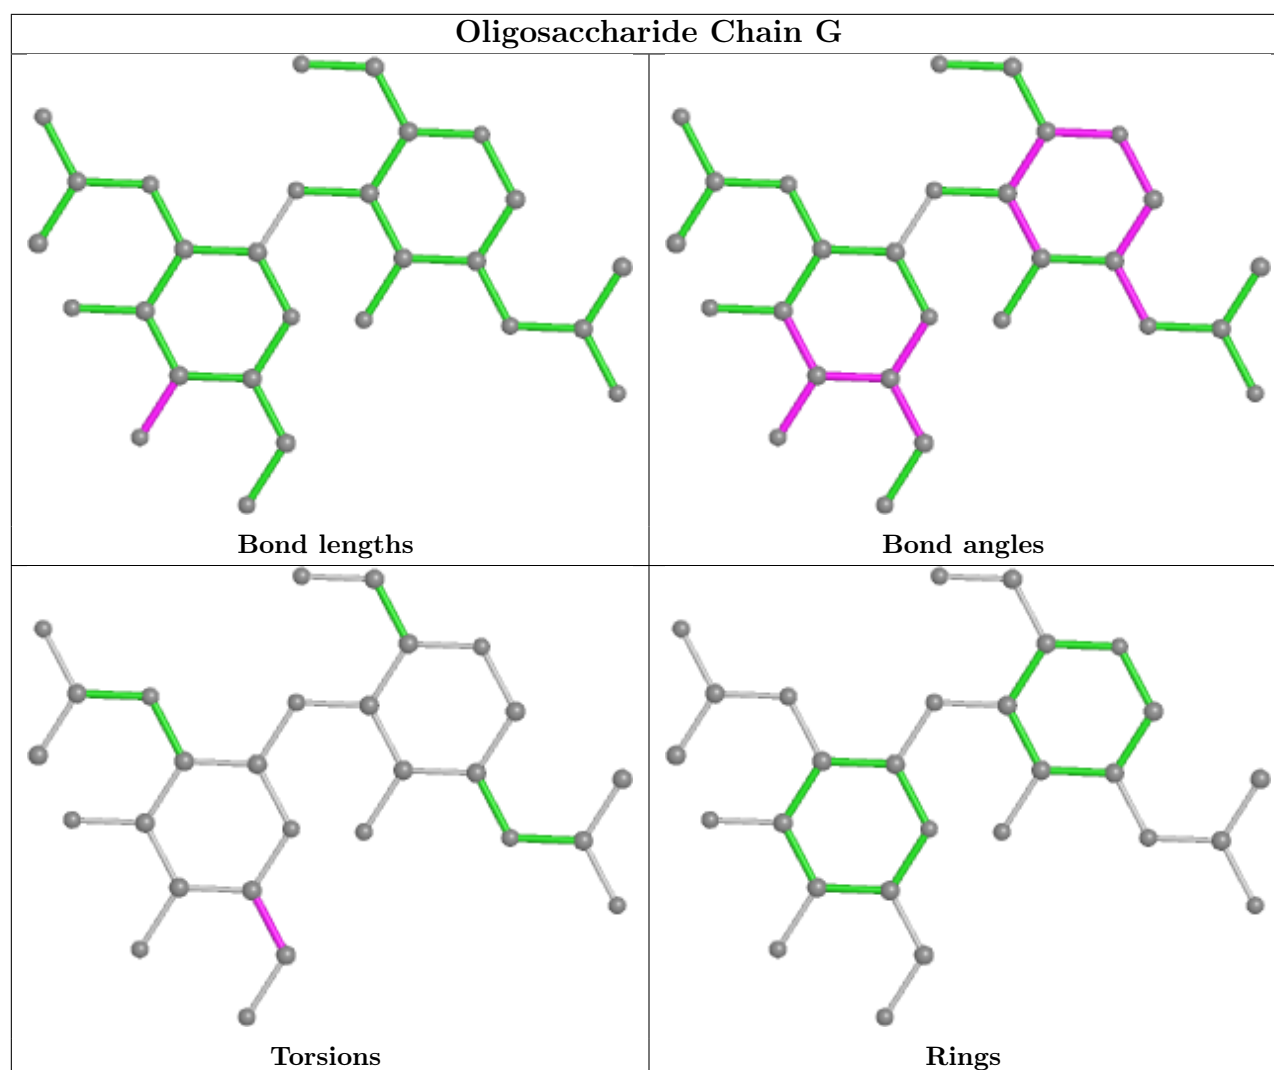 Oligosaccharide Chain G
Bond lengths
Bond angles
Torsions
Rings